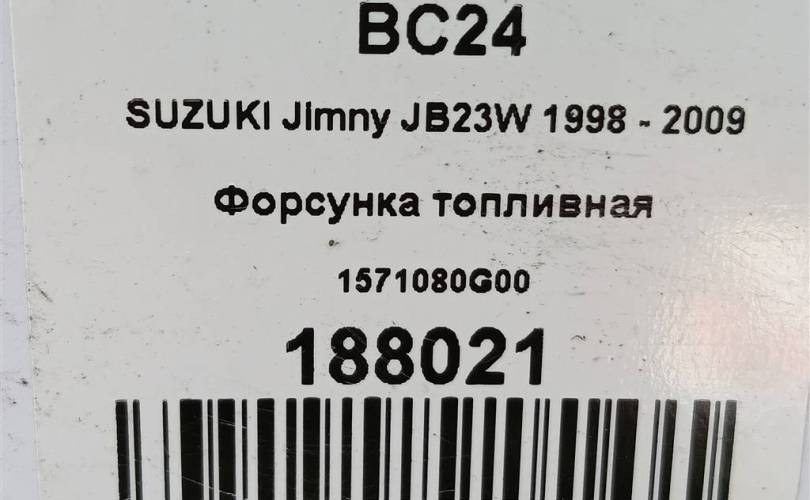 BC24
SUZUKI Jimny JB23W 1998 - 2009
Форсунка топливная
1571080G00
188021